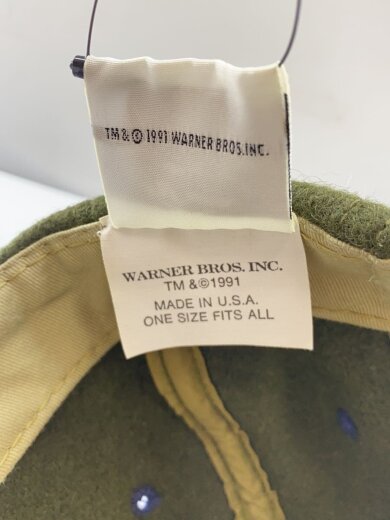 TM & © 1991 WARNER BROS. INC.
WARNER BROS. INC.
TM & ©1991
MADE IN U.S.A.
ONE SIZE FITS ALL